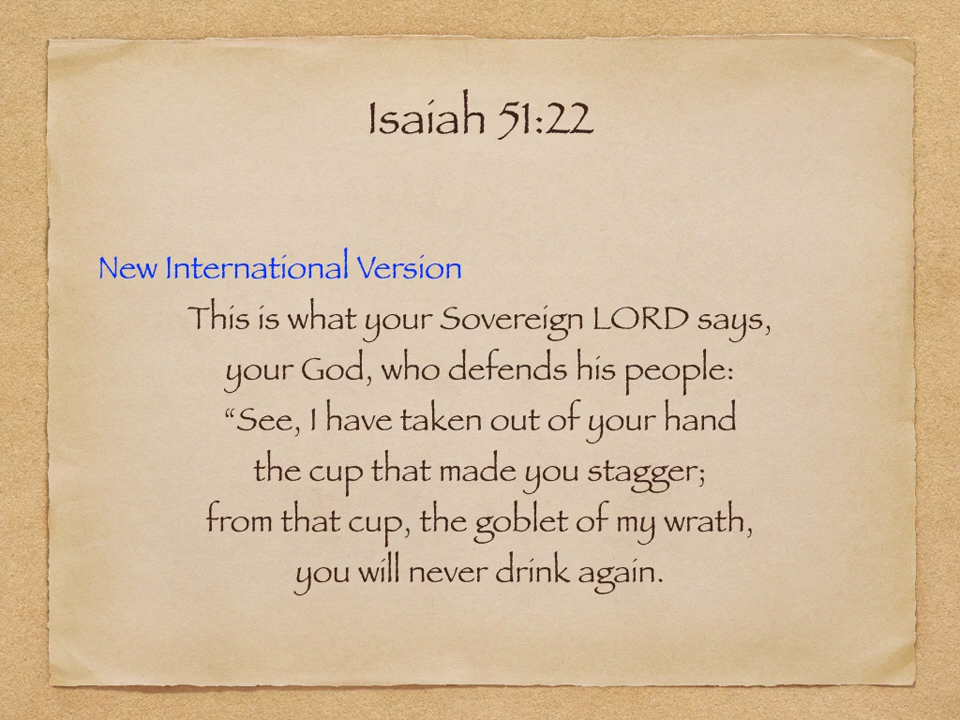 Isaiah 51:22
New International Version
This is what your Sovereign LORD says,
your God, who defends his people:
“See, I have taken out of your hand
the cup that made you stagger;
from that cup, the goblet of my wrath,
you will never drink again.